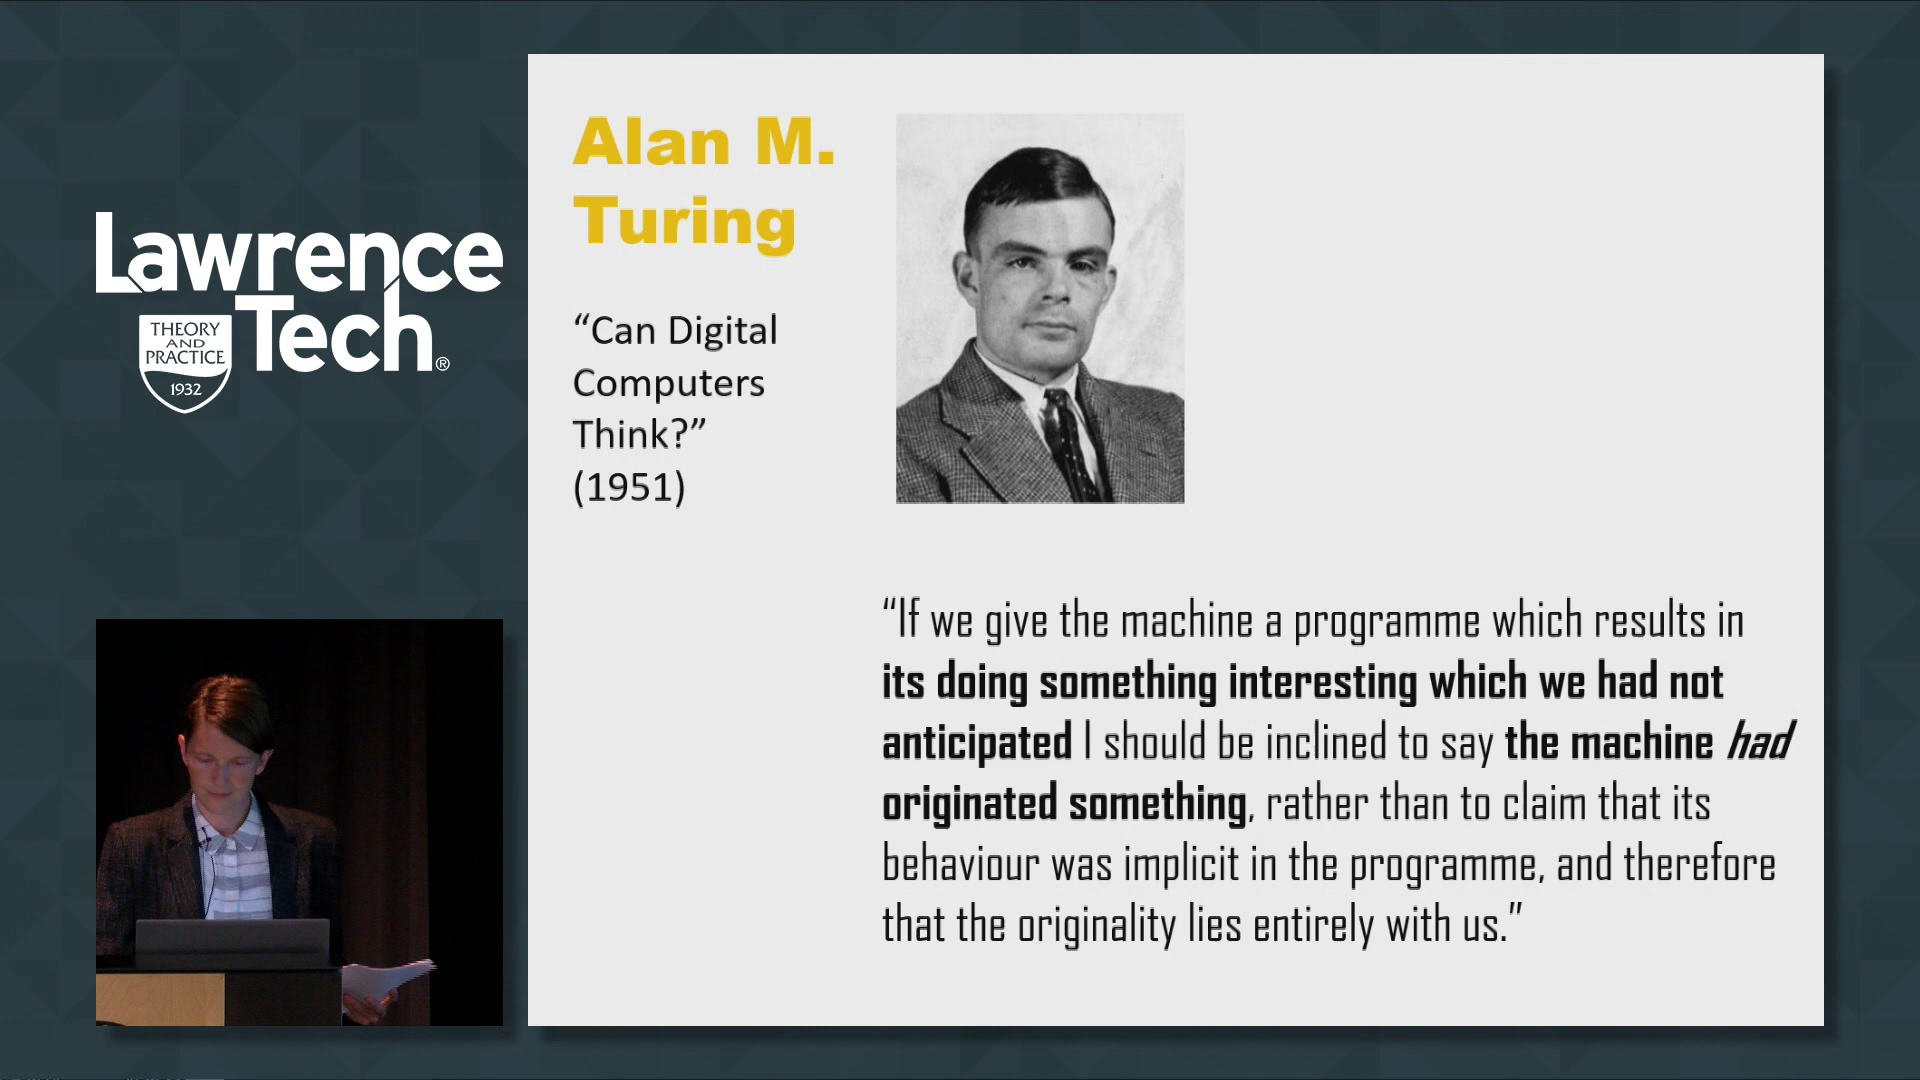 Lawrence
Tech®
THEORY
AND
PRACTICE
1932
Alan M.
Turing
“Can Digital
Computers
Think?”
(1951)
“If we give the machine a programme which results in
its doing something interesting which we had not
anticipated I should be inclined to say the machine had
originated something, rather than to claim that its
behaviour was implicit in the programme, and therefore
that the originality lies entirely with us.”